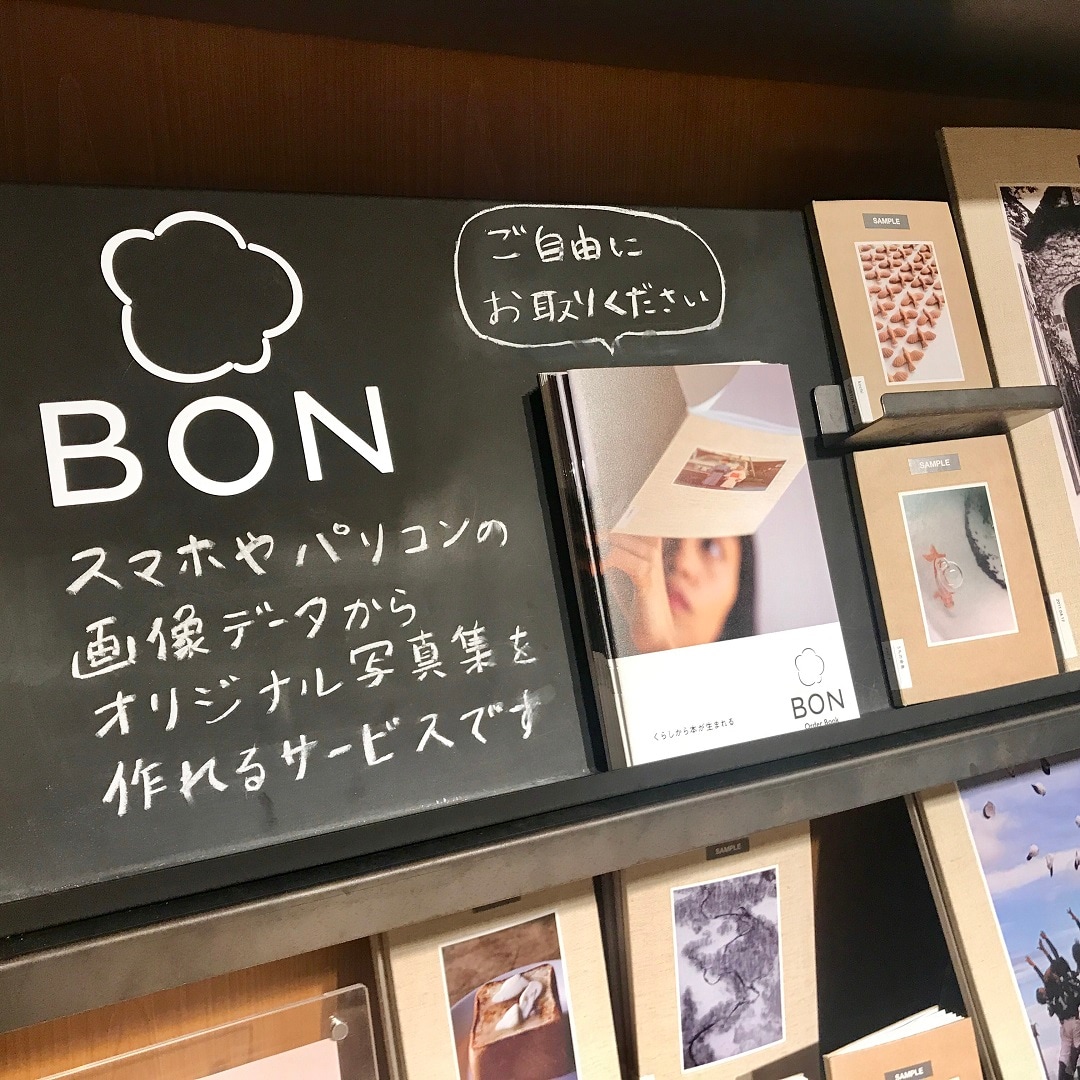 BON
スマホやパソコンの
画像データから
オリジナル写真集を
作れるサービスです
ご自由に
お取りください
くらしから本が生まれる
BON
Order Book
SAMPLE
SAMPLE
SAMPLE
SAMPLE